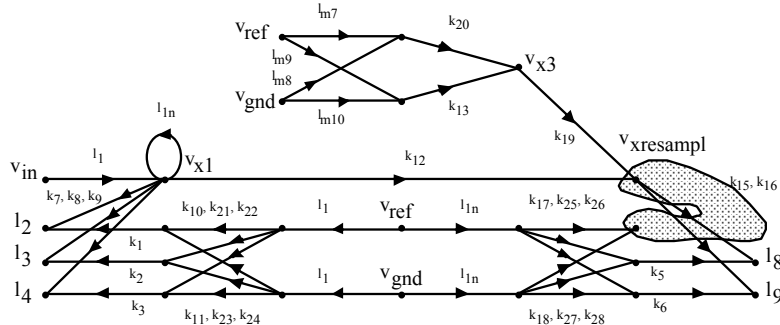 l_m7
k_20
v_ref
l_m9
v_x3
l_m8
v_gnd
k_13
l_m10
k_19
l_1n
l_1
v_x1
v_xresampl
v_in
k_12
k_7, k_8, k_9
k_15, k_16
k_10, k_21, k_22
l_1
v_ref
l_1n
k_17, k_25, k_26
l_2
k_1
l_3
l_8
k_2
l_1
v_gnd
l_1n
k_5
l_4
l_9
k_3
k_11, k_23, k_24
k_18, k_27, k_28
k_6